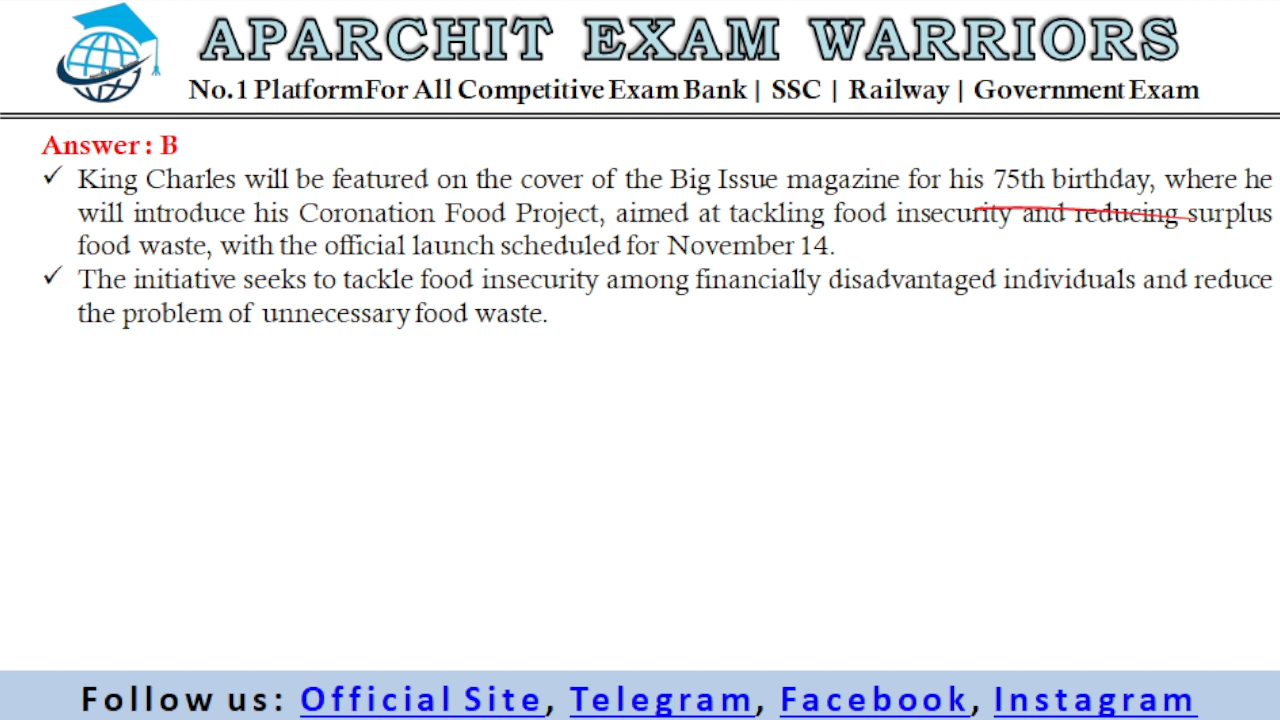 APARCHIT EXAM WARRIORS
No.1 PlatformFor All Competitive Exam Bank | SSC | Railway | Government Exam
Answer : B
✓ King Charles will be featured on the cover of the Big Issue magazine for his 75th birthday, where he
will introduce his Coronation Food Project, aimed at tackling food insecurity and reducing surplus
food waste, with the official launch scheduled for November 14.
✓ The initiative seeks to tackle food insecurity among financially disadvantaged individuals and reduce
the problem of unnecessary food waste.
Follow us: Official Site, Telegram, Facebook, Instagram